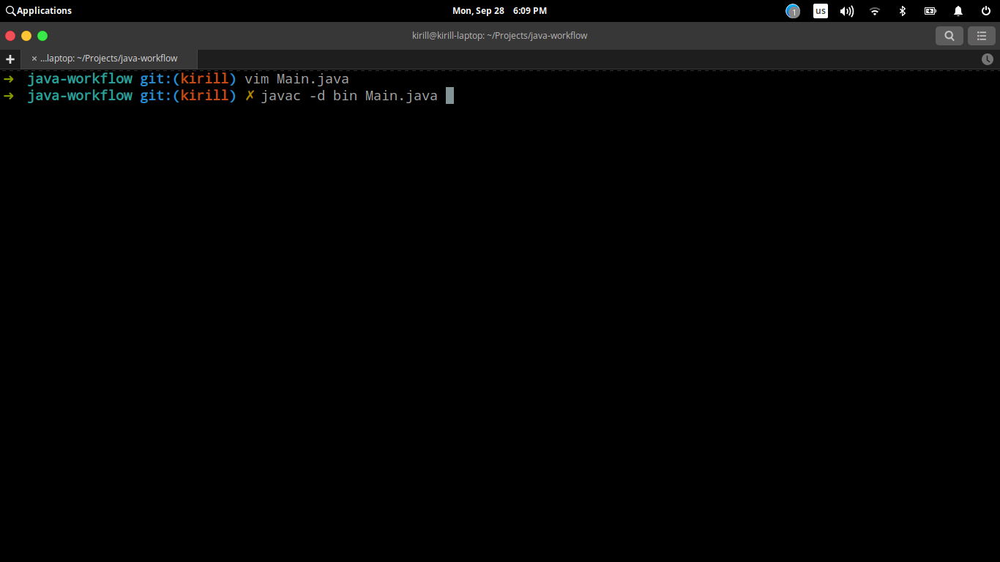 Applications
Mon, Sep 28 6:09 PM
1
us
kirill@kirill-laptop: ~/Projects/java-workflow
+ × ...laptop: ~/Projects/java-workflow
➜ java-workflow git:(kirill) vim Main.java
➜ java-workflow git:(kirill) ✗ javac -d bin Main.java